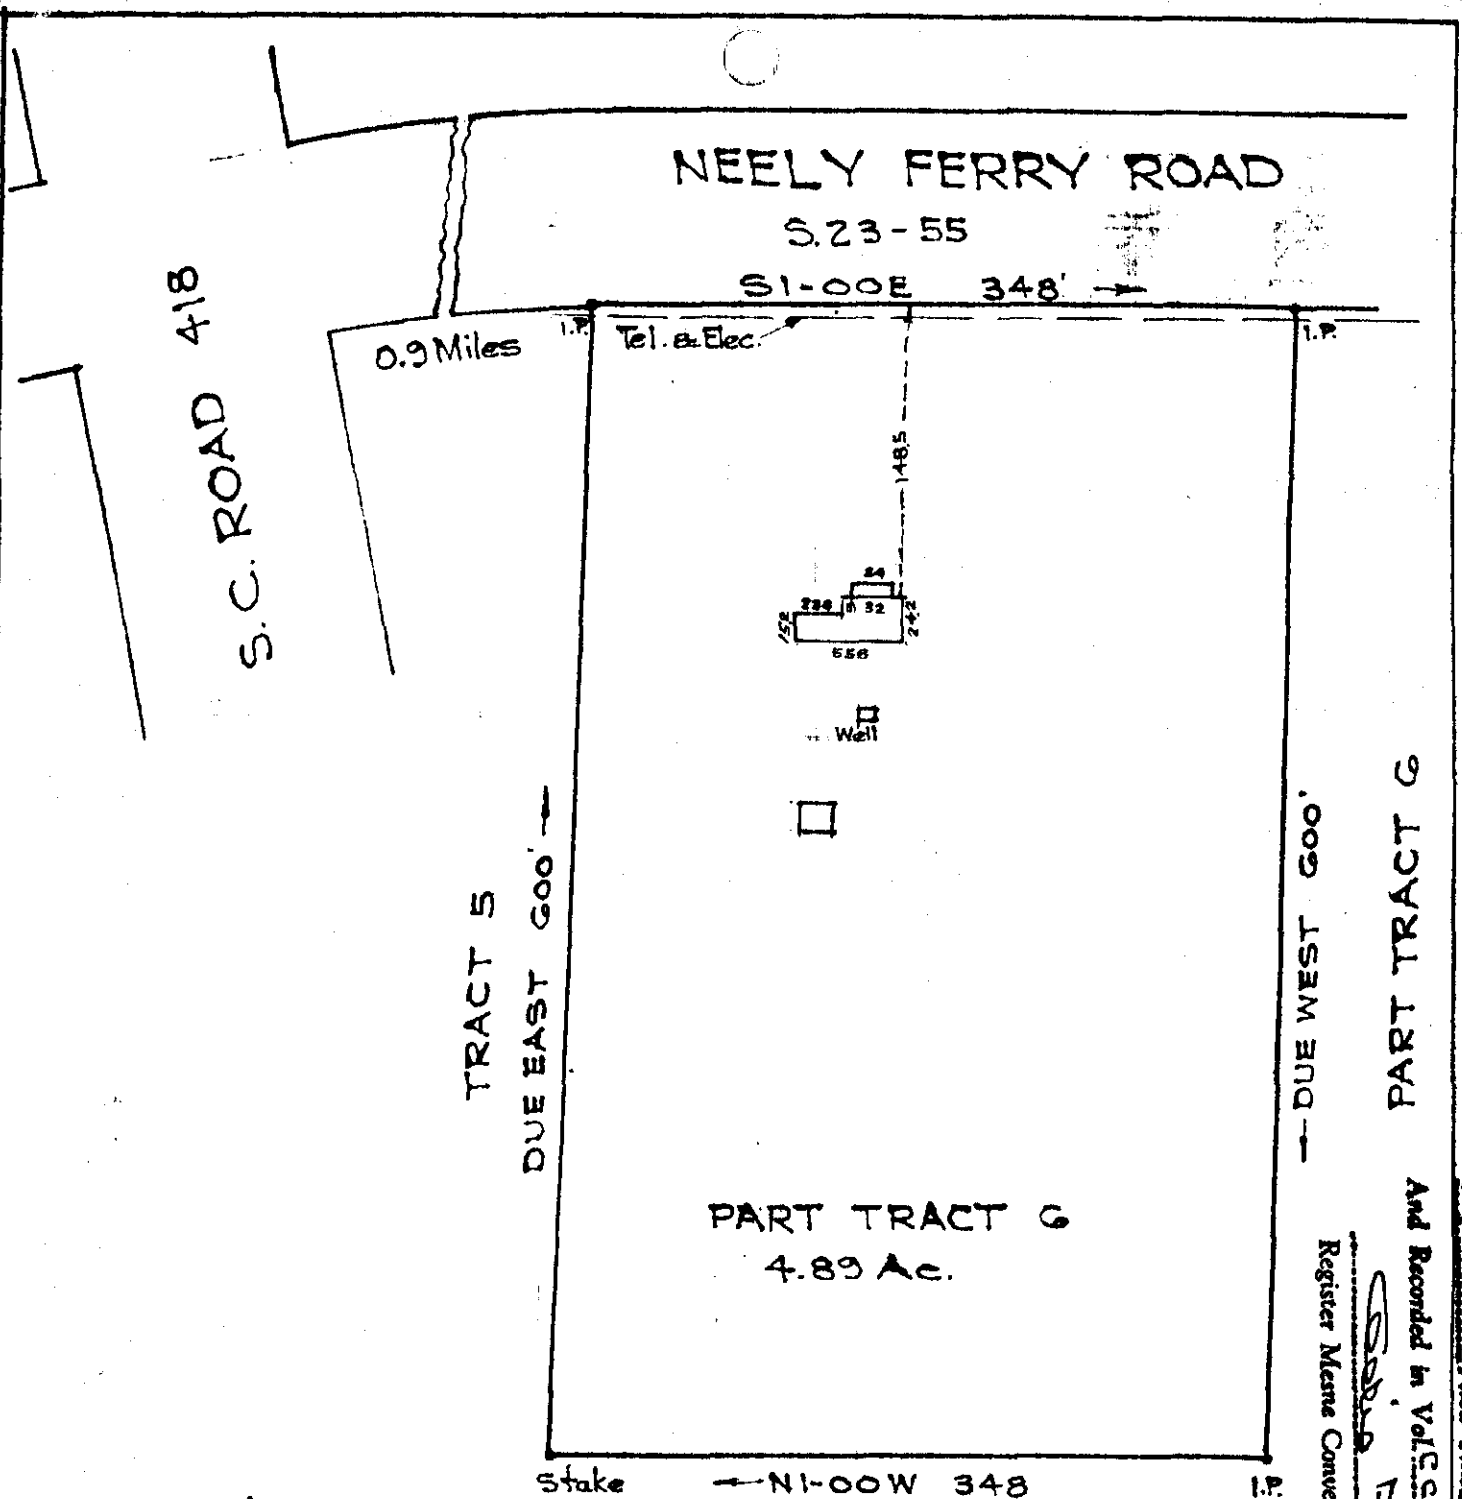 NEELY FERRY ROAD
S.23-55
S1-00E 348'
I.P.
Tel. & Elec.
I.P.
0.9 Miles
S.C. ROAD 418
148.5
24
8 32
24.2
15.2
55.6
Well
TRACT 5
DUE EAST 600'
DUE WEST 600'
PART TRACT 6
PART TRACT 6
4.89 Ac.
And Recorded in Vol.
Register Mesne Conve
Stake
N1-00W 348
I.P.